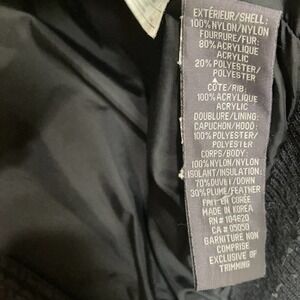 EXTÉRIEUR/SHELL:
100%NYLON/NYLON
FOURRURE/FUR:
80%ACRYLIQUE
ACRYLIC
20%POLYESTER/
POLYESTER
CÔTE/RIB:
100%ACRYLIQUE
ACRYLIC
DOUBLURE/LINING:
CAPUCHON/HOOD:
100%POLYESTER/
POLYESTER
CORPS/BODY:
100%NYLON/NYLON
ISOLANT/INSULATION:
70%DUVET/DOWN
30%PLUME/FEATHER
FAIT EN CORÉE
MADE IN KOREA
RN# 104620
CA# 05050
GARNITURE NON
COMPRISE
EXCLUSIVE OF
TRIMMING